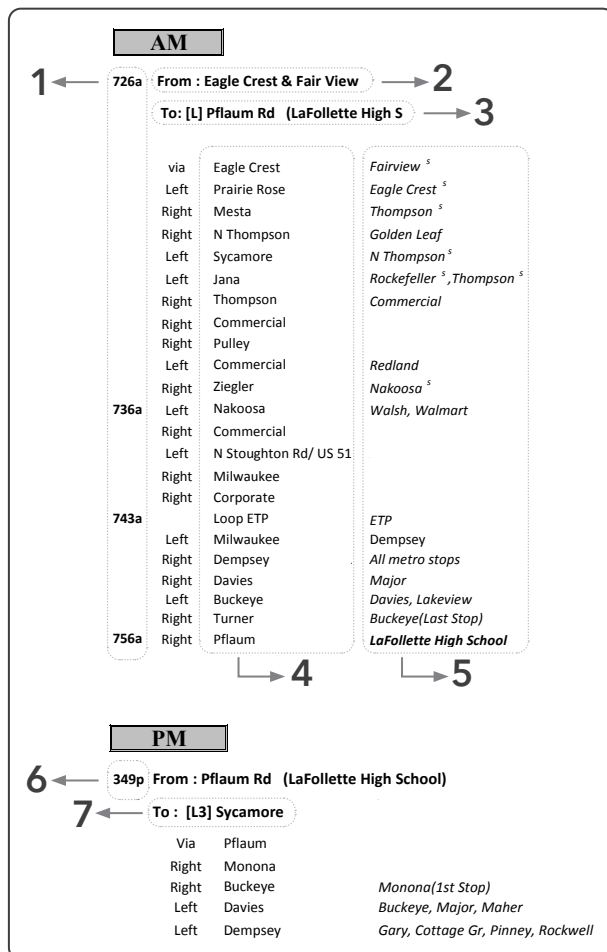 AM
1 726a From : Eagle Crest & Fair View 2
To: [L] Pflaum Rd (LaFollette High S 3
via Eagle Crest Fairview s
Left Prairie Rose Eagle Crest s
Right Mesta Thompson s
Right N Thompson Golden Leaf
Left Sycamore N Thompson s
Left Jana Rockefeller s ,Thompson s
Right Thompson Commercial
Right Commercial
Right Pulley
Left Commercial Redland
Right Ziegler Nakoosa s
736a Left Nakoosa Walsh, Walmart
Right Commercial
Left N Stoughton Rd/ US 51
Right Milwaukee
Right Corporate
743a Loop ETP ETP
Left Milwaukee Dempsey
Right Dempsey . All metro stops
Right Davies Major
Left Buckeye Davies, Lakeview
Right Turner Buckeye(Last Stop)
756a Right Pflaum LaFollette High School
4 5
PM
6 349p From : Pflaum Rd (LaFollette High School)
7 To : [L3] Sycamore
Via Pflaum
Right Monona
Right Buckeye Monona(1st Stop)
Left Davies Buckeye, Major, Maher
Left Dempsey Gary, Cottage Gr, Pinney, Rockwell